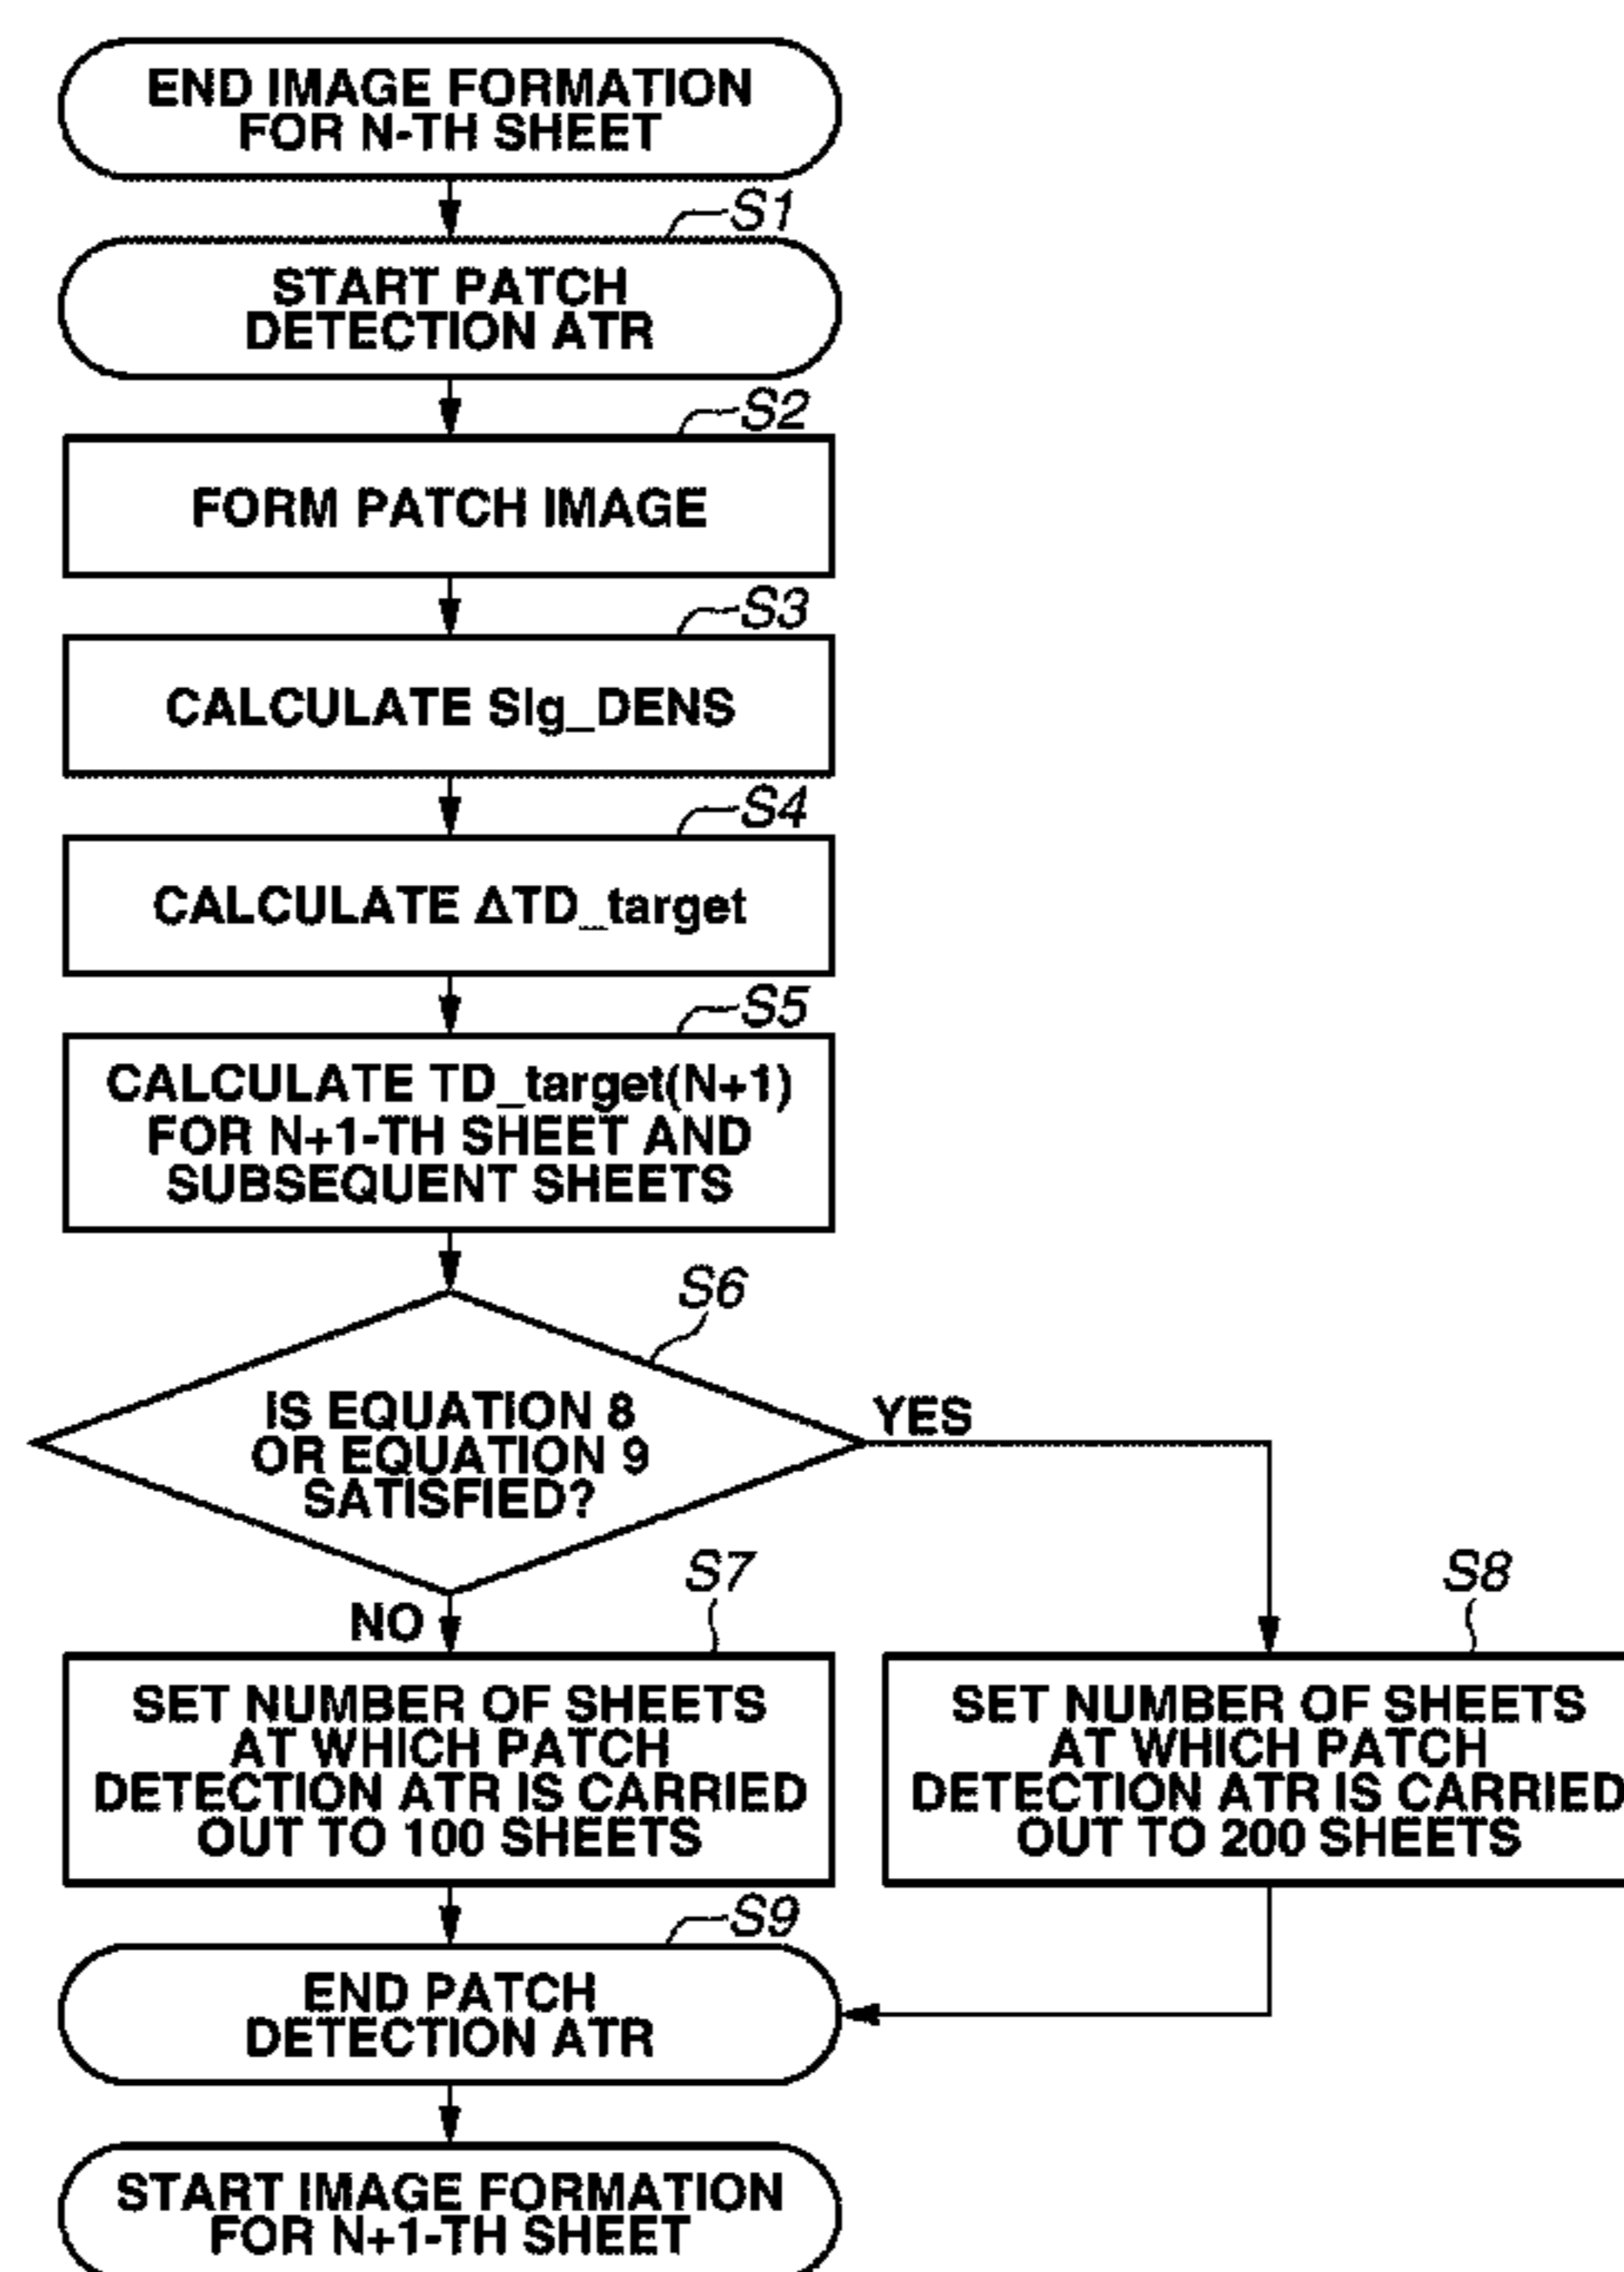 END IMAGE FORMATION
FOR N-TH SHEET
S1
START PATCH
DETECTION ATR
S2
FORM PATCH IMAGE
S3
CALCULATE Sig_DENS
S4
CALCULATE ΔTD_target
S5
CALCULATE TD_target(N+1)
FOR N+1-TH SHEET AND
SUBSEQUENT SHEETS
S6
IS EQUATION 8
OR EQUATION 9
SATISFIED?
YES
NO
S7
SET NUMBER OF SHEETS
AT WHICH PATCH
DETECTION ATR IS CARRIED
OUT TO 100 SHEETS
S8
SET NUMBER OF SHEETS
AT WHICH PATCH
DETECTION ATR IS CARRIED
OUT TO 200 SHEETS
S9
END PATCH
DETECTION ATR
START IMAGE FORMATION
FOR N+1-TH SHEET